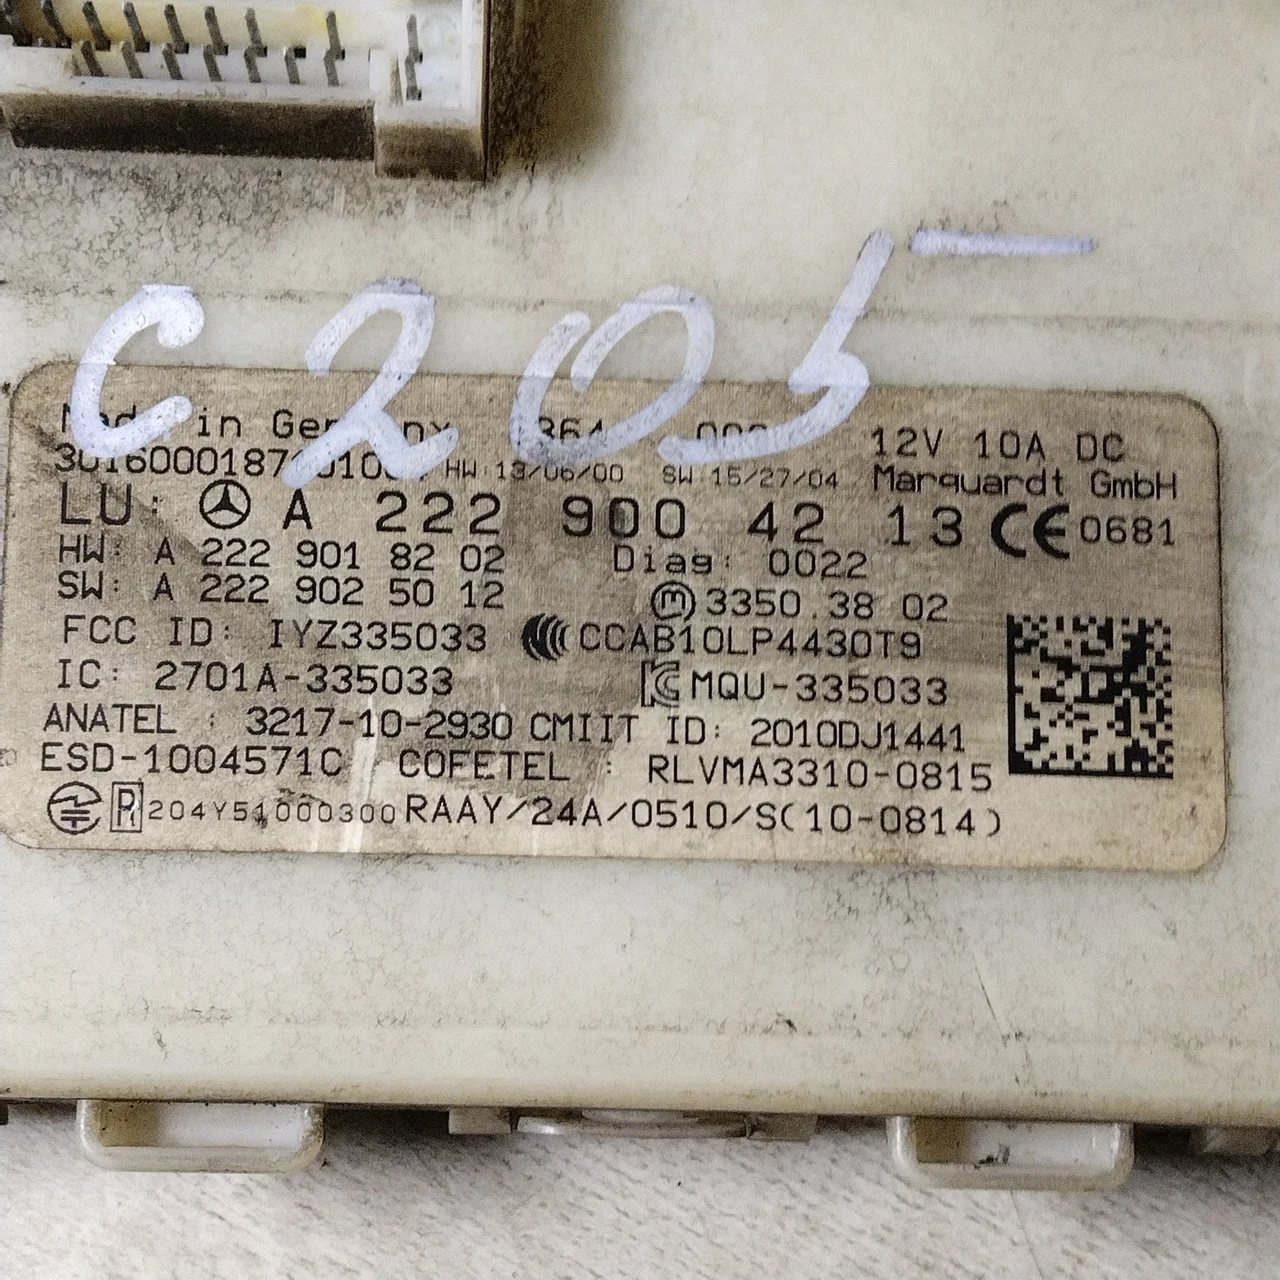 C 205
in 12V 10A DC
HW:13/06/00 SW:15/27/04 Marquardt GmbH
LU: A 222 900 42 13 CE 0681
HW: A 222 901 82 02 Diag: 0022
SW: A 222 902 50 12 m 3350.38 02
FCC ID: IYZ335033 CCAB10LP4430T9
IC: 2701A-335033 MQU-335033
ANATEL : 3217-10-2930 CMIIT ID: 2010DJ1441
ESD-1004571C COFETEL : RLVMA3310-0815
R 204Y51000300 RAAY/24A/0510/S(10-0814)